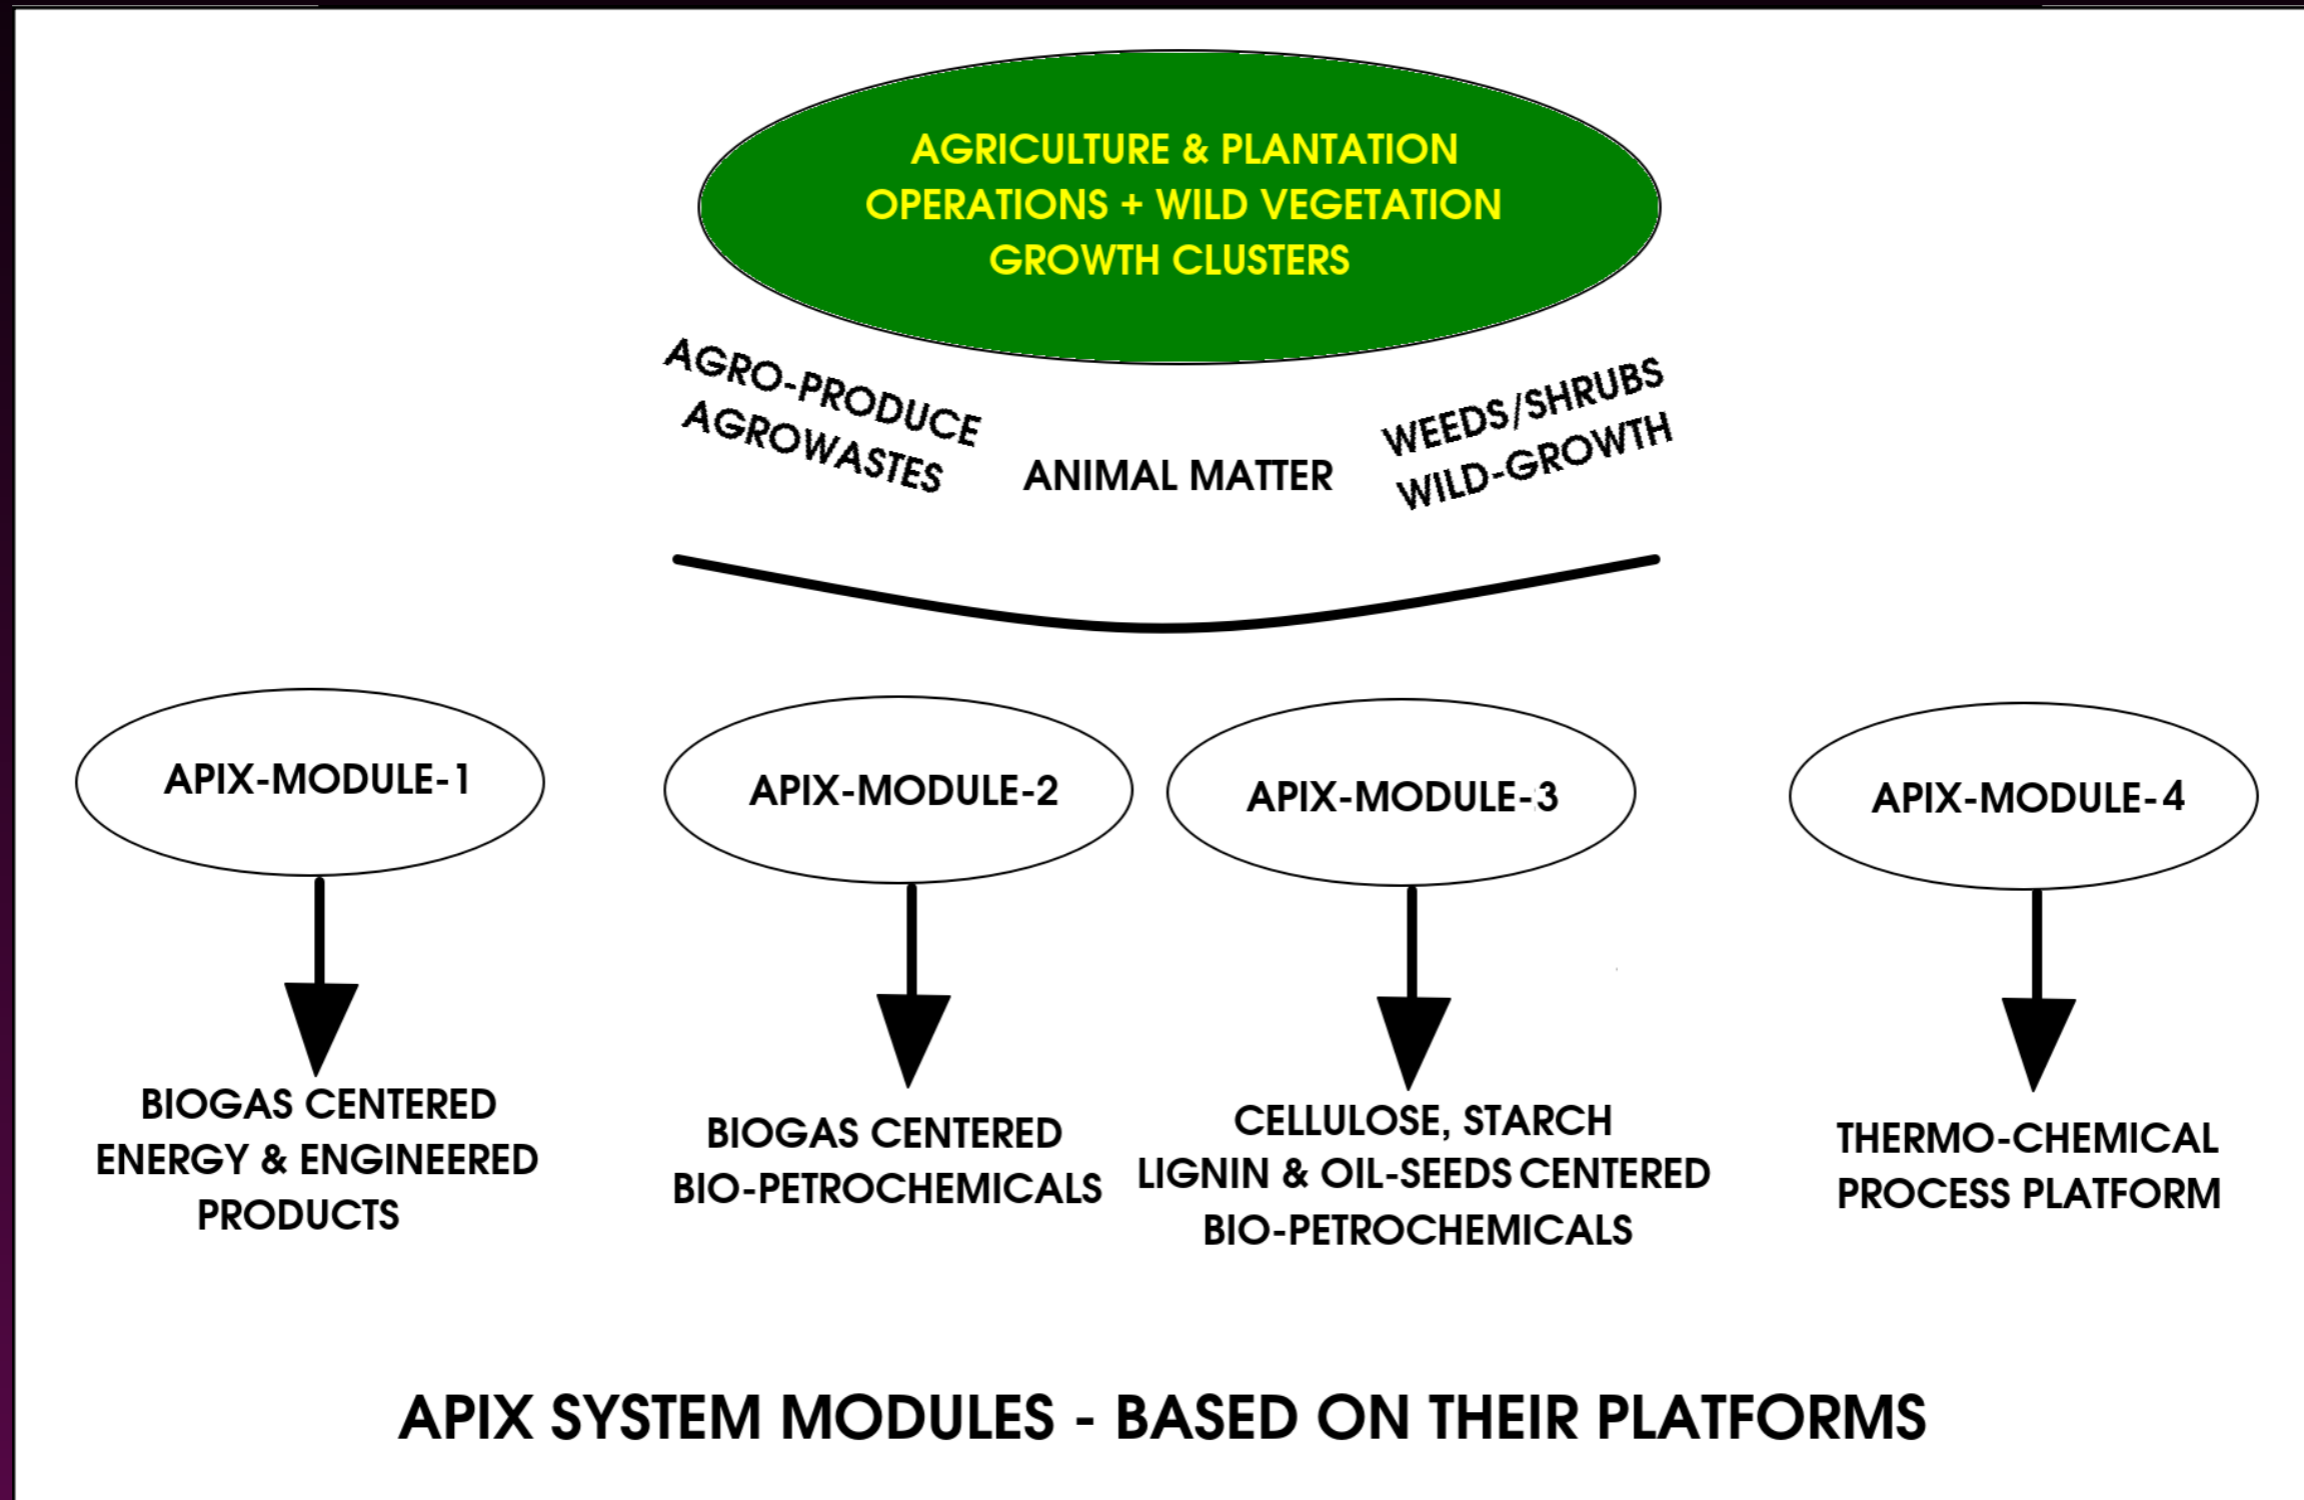 AGRICULTURE & PLANTATION
OPERATIONS + WILD VEGETATION
GROWTH CLUSTERS
AGRO-PRODUCE
AGROWASTES
ANIMAL MATTER
WEEDS/SHRUBS
WILD-GROWTH
APIX-MODULE-1
APIX-MODULE-2
APIX-MODULE-3
APIX-MODULE-4
BIOGAS CENTERED
ENERGY & ENGINEERED
PRODUCTS
BIOGAS CENTERED
BIO-PETROCHEMICALS
CELLULOSE, STARCH
LIGNIN & OIL-SEEDS CENTERED
BIO-PETROCHEMICALS
THERMO-CHEMICAL
PROCESS PLATFORM
APIX SYSTEM MODULES - BASED ON THEIR PLATFORMS